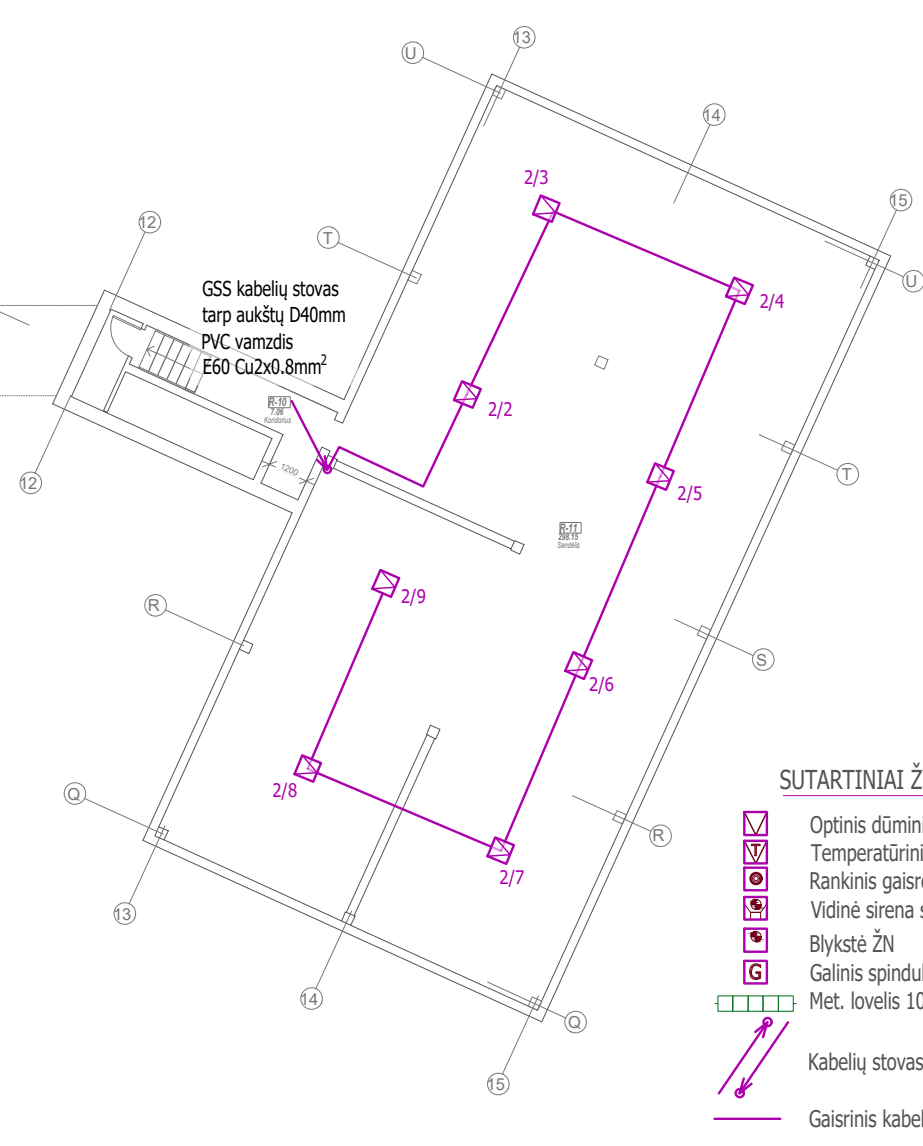 13
U
14
2/3
15
12
T
U
GSS kabelių stovas
tarp aukštų D40mm
PVC vamzdis
E60 Cu2x0.8mm²
2/4
R-10
7.06
Koridorius
2/2
1200
T
12
2/5
R-11
298.15
Sandėlis
2/9
R
S
2/6
2/8
Q
R
2/7
13
14
Q
15
SUTARTINIAI Ž
Optinis dūmini
T Temperatūrini
Rankinis gaisro
Vidinė sirena s
Blykstė ŽN
G Galinis spindul
Met. lovelis 10
Kabelių stovas
Gaisrinis kabel